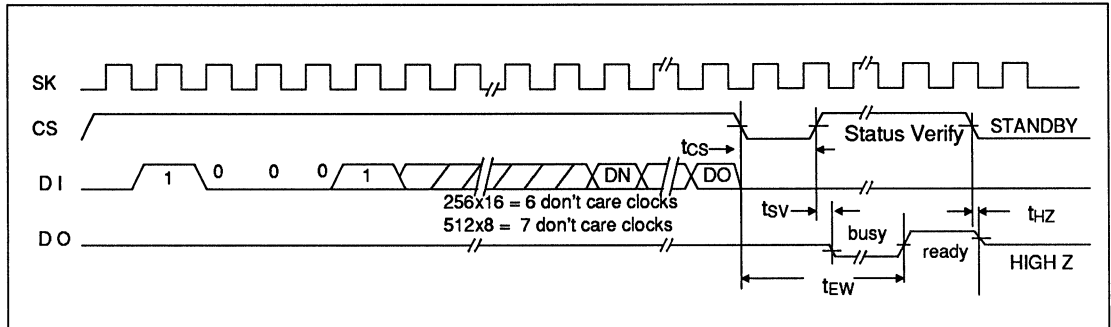 SK
CS
tCS
Status Verify
STANDBY
DI
1 0 0 0 1 DN DO
256x16 = 6 don't care clocks
512x8 = 7 don't care clocks
tSV
busy
tHZ
DO
ready
HIGH Z
tEW